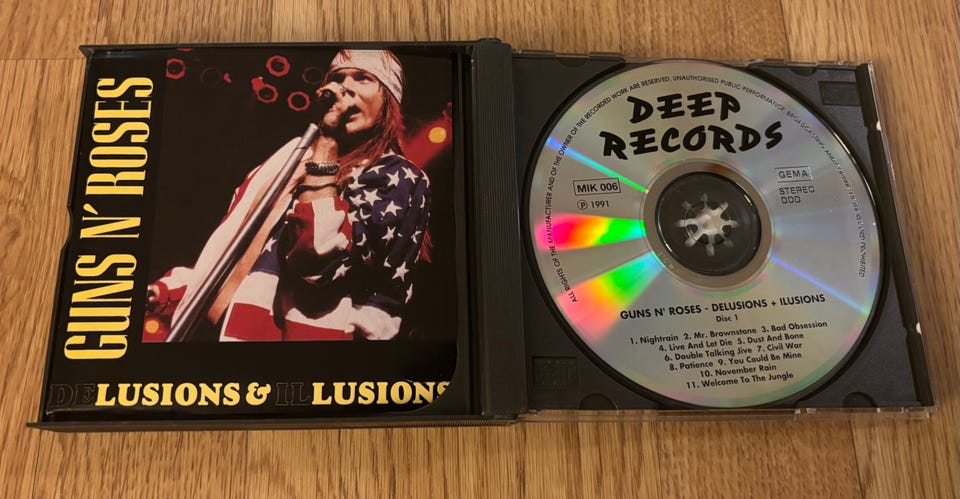 GUNS N' ROSES
DELUSIONS & ILLUSIONS
DEEP
RECORDS
MIK 006
Ⓟ 1991
GEMA
STEREO
DDD
ALL RIGHTS OF THE MANUFACTURER AND OF THE OWNER OF THE RECORDED WORK ARE RESERVED, UNAUTHORISED PUBLIC PERFORMANCE, BROADCASTING
GUNS N' ROSES - DELUSIONS + ILUSIONS
Disc 1
1. Nightrain 2. Mr. Brownstone 3. Bad Obsession
4. Live And Let Die 5. Dust And Bone
6. Double Talking Jive 7. Civil War
8. Patience 9. You Could Be Mine
10. November Rain
11. Welcome To The Jungle